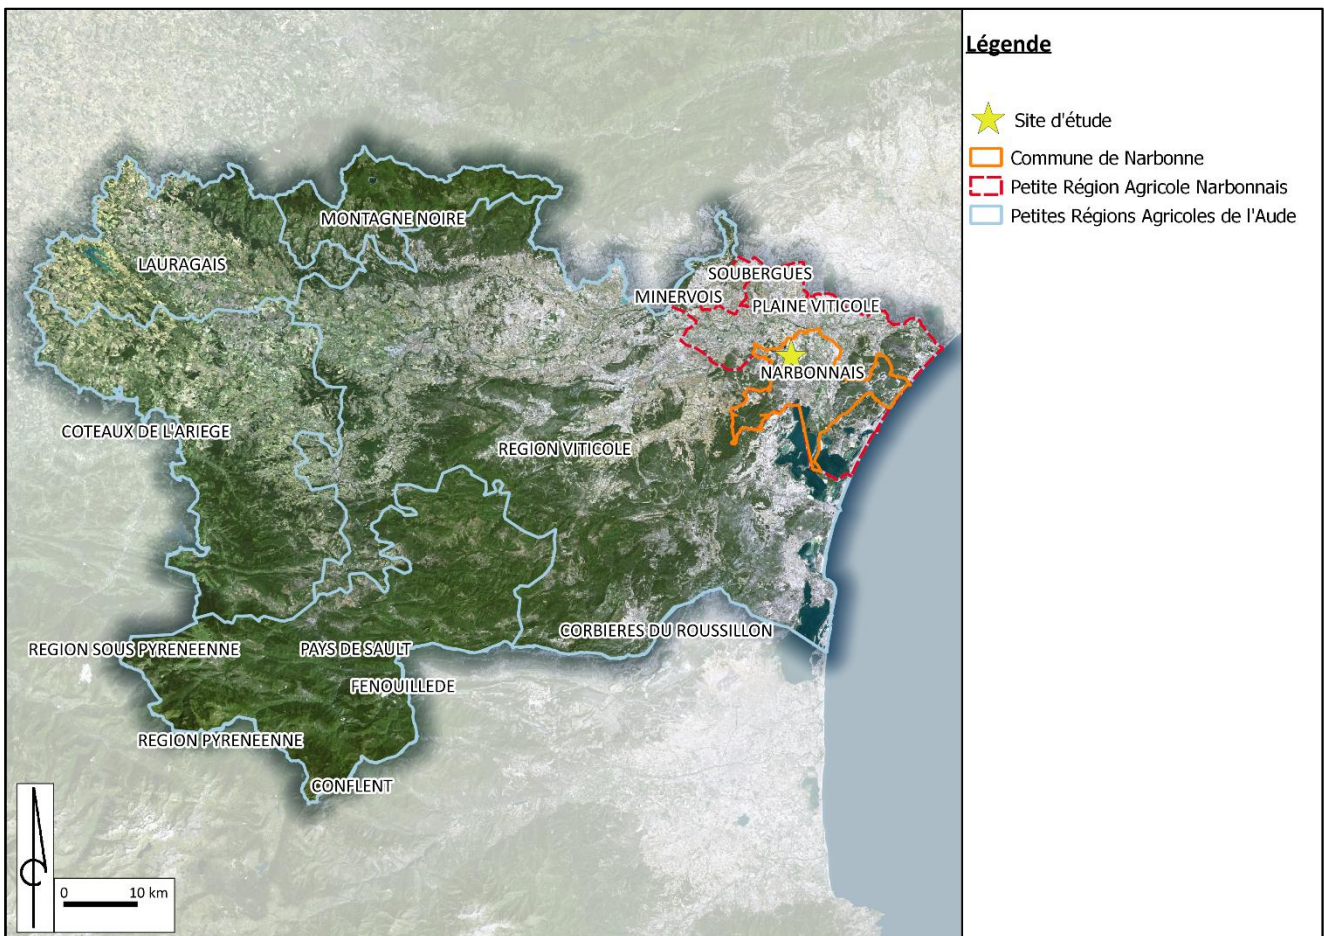 Légende
Site d'étude
Commune de Narbonne
Petite Région Agricole Narbonnais
Petites Régions Agricoles de l'Aude
MONTAGNE NOIRE
LAURAGAIS
SOUBERGUES
MINERVOIS
PLAINE VITICOLE
NARBONNAIS
COTEAUX DE L'ARIEGE
REGION VITICOLE
CORBIERES DU ROUSSILLON
REGION SOUS PYRENEENNE
PAYS DE SAULT
FENOUILLEDE
REGION PYRENEENNE
CONFLENT
0 10 km